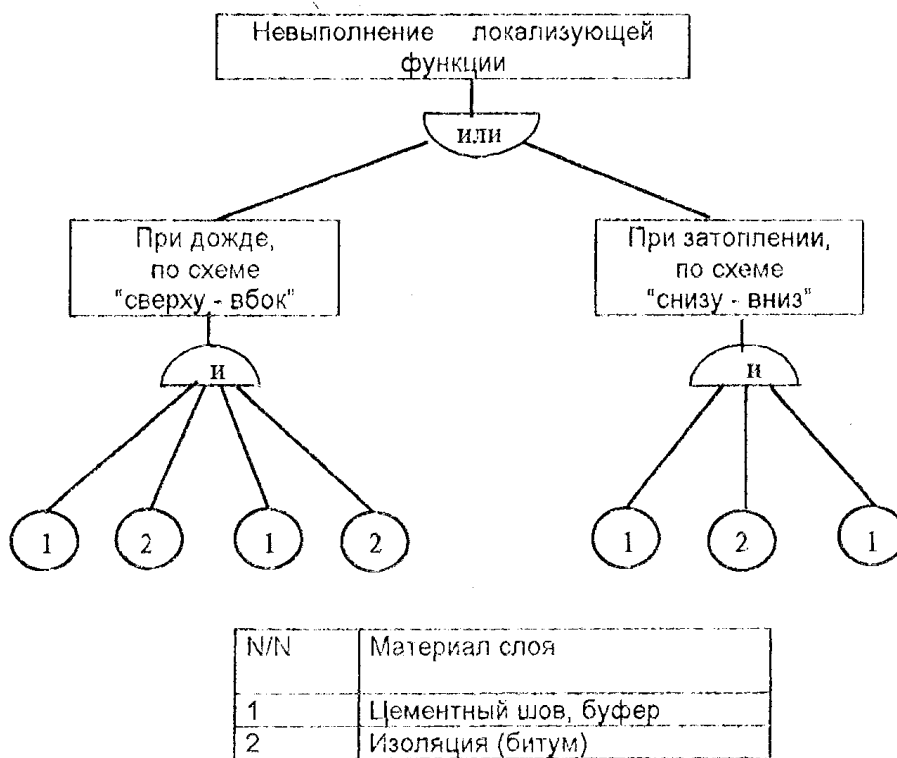 Невыполнение локализующей
функции
или
При дожде,
по схеме
"сверху - вбок"
При затоплении,
по схеме
"снизу - вниз"
и
и
1 2 1 2
1 2 1
N/N Материал слоя
1 Цементный шов, буфер
2 Изоляция (битум)